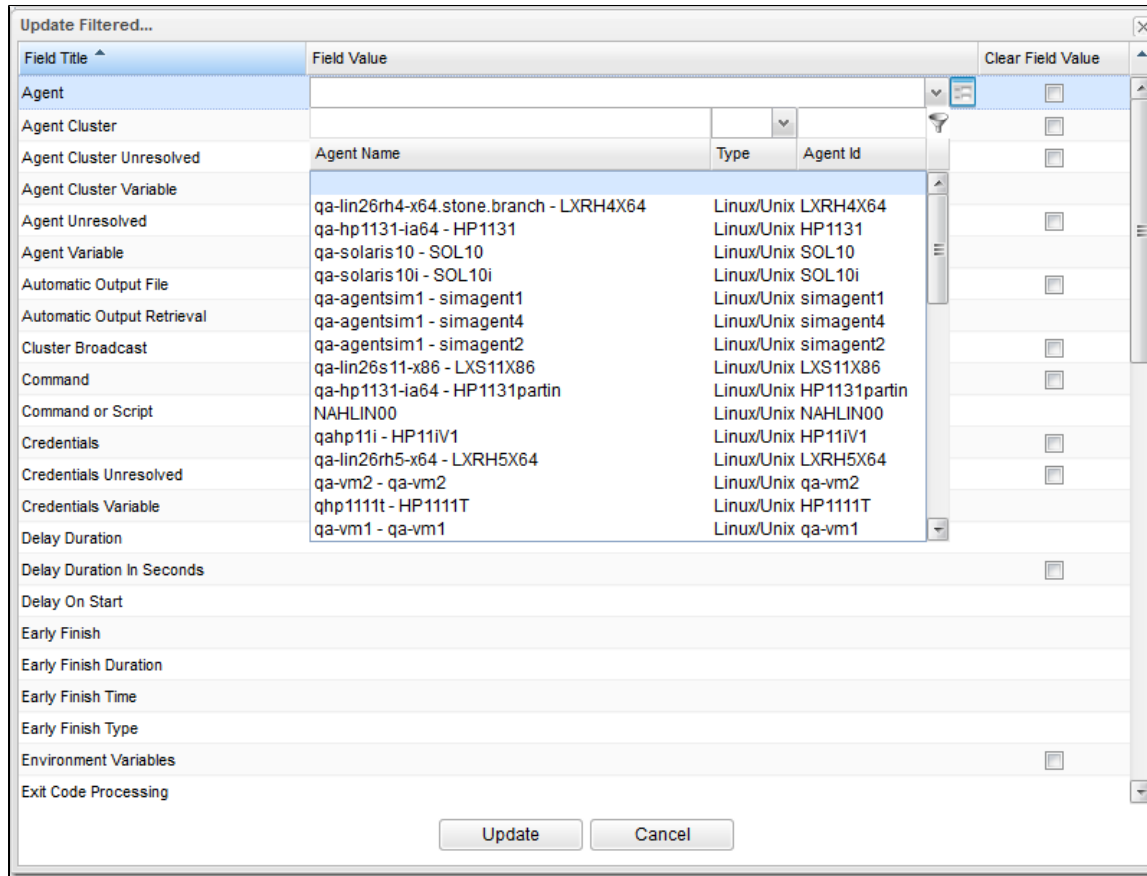 Update Filtered...
Field Title Field Value Clear Field Value
Agent
Agent Cluster
Agent Cluster Unresolved
Agent Cluster Variable
Agent Unresolved
Agent Variable
Automatic Output File
Automatic Output Retrieval
Cluster Broadcast
Command
Command or Script
Credentials
Credentials Unresolved
Credentials Variable
Delay Duration
Delay Duration In Seconds
Delay On Start
Early Finish
Early Finish Duration
Early Finish Time
Early Finish Type
Environment Variables
Exit Code Processing
Agent Name Type Agent Id
qa-lin26rh4-x64.stone.branch - LXRH4X64 Linux/Unix LXRH4X64
qa-hp1131-ia64 - HP1131 Linux/Unix HP1131
qa-solaris10 - SOL10 Linux/Unix SOL10
qa-solaris10i - SOL10i Linux/Unix SOL10i
qa-agentsim1 - simagent1 Linux/Unix simagent1
qa-agentsim1 - simagent4 Linux/Unix simagent4
qa-agentsim1 - simagent2 Linux/Unix simagent2
qa-lin26s11-x86 - LXS11X86 Linux/Unix LXS11X86
qa-hp1131-ia64 - HP1131partin Linux/Unix HP1131partin
NAHLIN00 Linux/Unix NAHLIN00
qahp11i - HP11iV1 Linux/Unix HP11iV1
qa-lin26rh5-x64 - LXRH5X64 Linux/Unix LXRH5X64
qa-vm2 - qa-vm2 Linux/Unix qa-vm2
qhp1111t - HP1111T Linux/Unix HP1111T
qa-vm1 - qa-vm1 Linux/Unix qa-vm1
Update Cancel